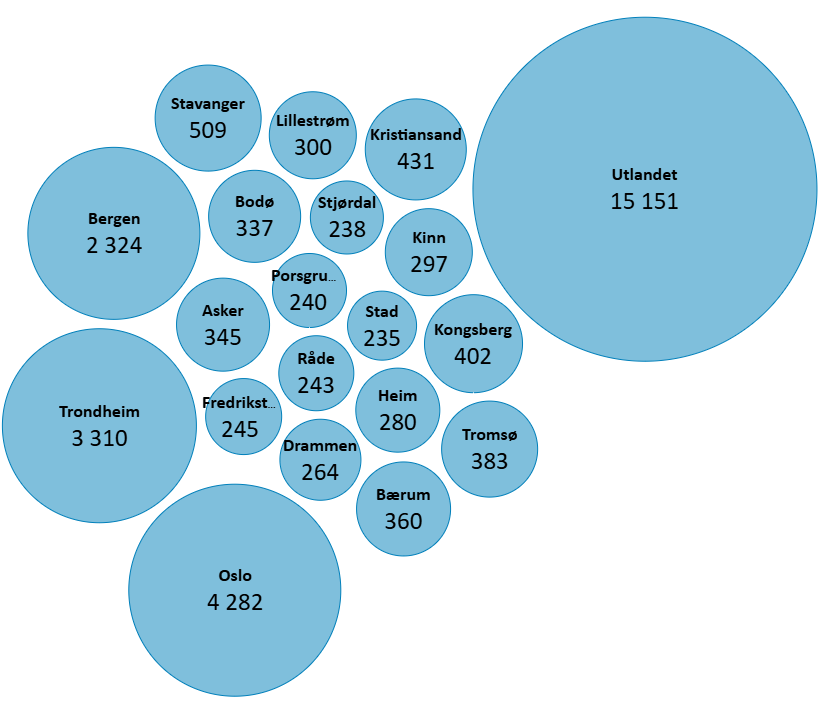 Stavanger
509
Lillestrøm
300
Kristiansand
431
Utlandet
15 151
Bergen
2 324
Bodø
337
Stjørdal
238
Kinn
297
Porsgru...
240
Asker
345
Stad
235
Kongsberg
402
Råde
243
Heim
280
Fredrikst...
245
Trondheim
3 310
Drammen
264
Tromsø
383
Bærum
360
Oslo
4 282